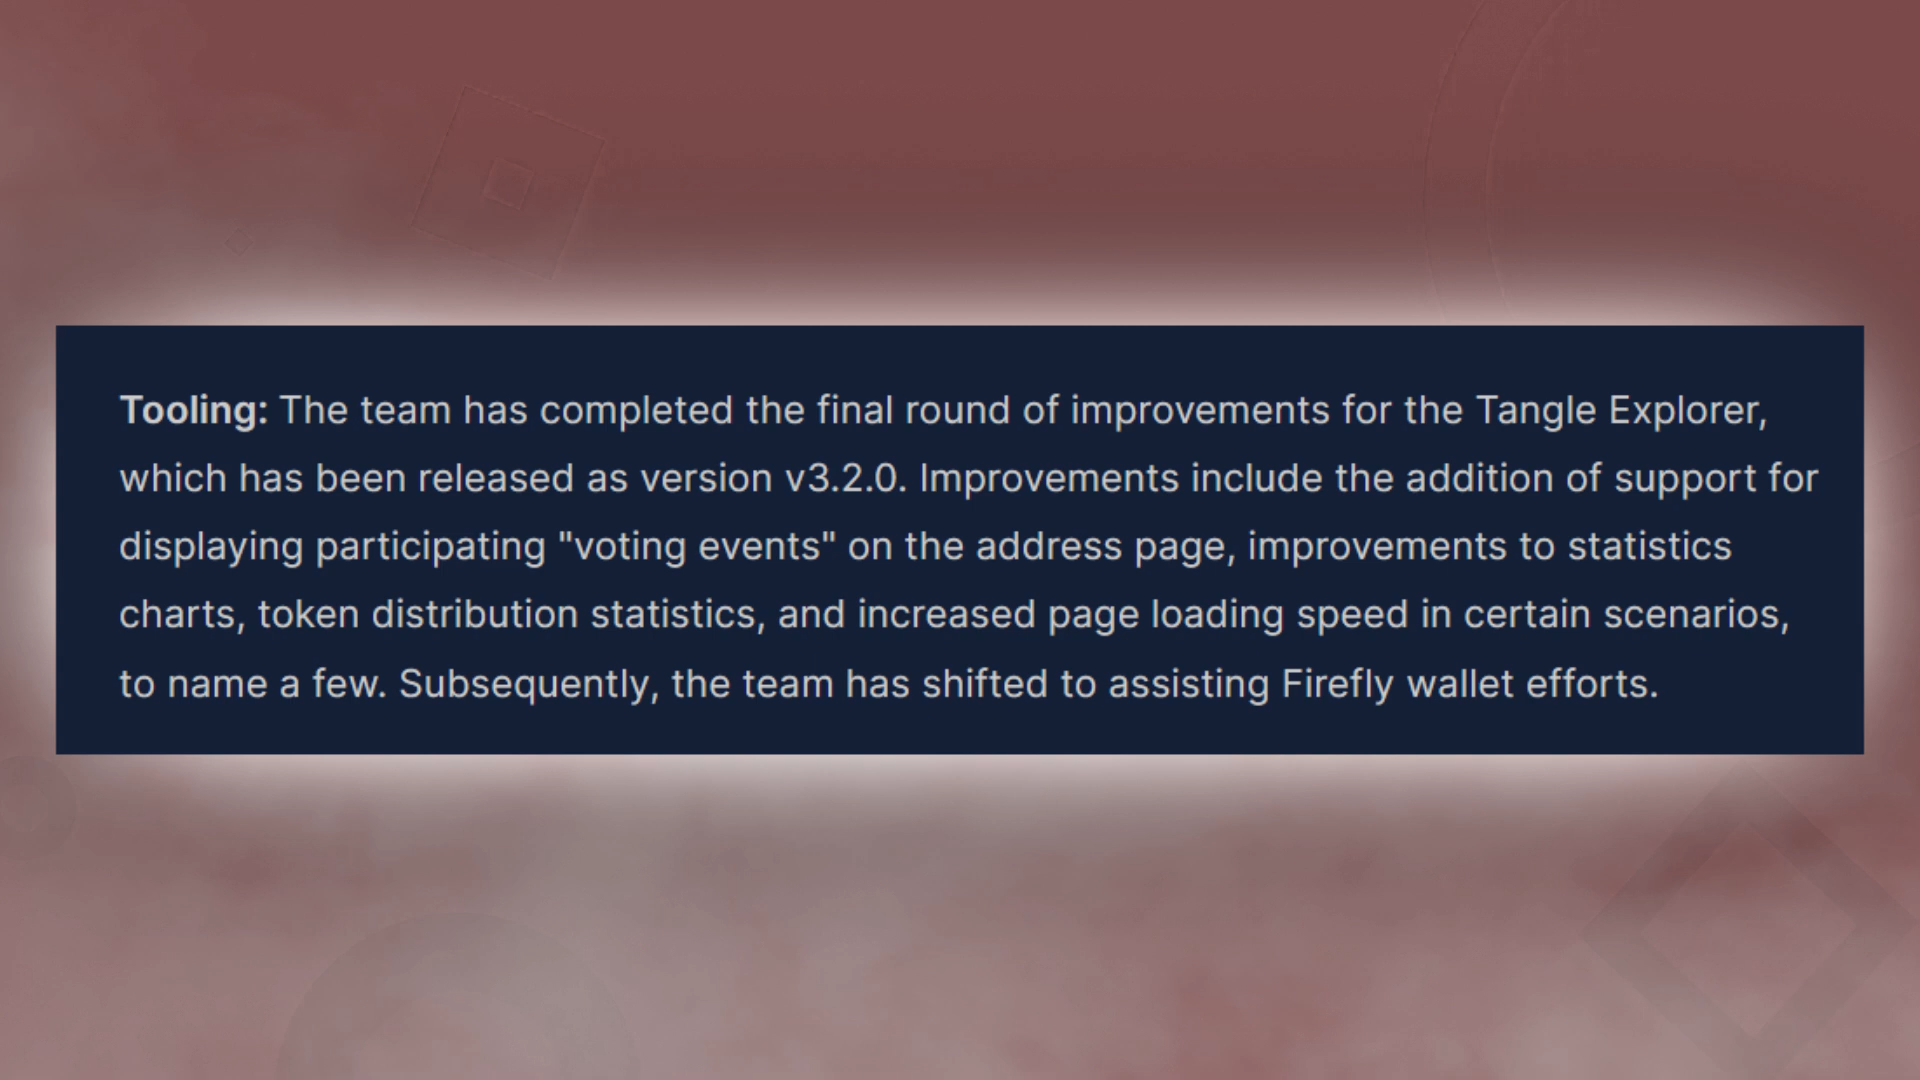 Tooling: The team has completed the final round of improvements for the Tangle Explorer,
which has been released as version v3.2.0. Improvements include the addition of support for
displaying participating "voting events" on the address page, improvements to statistics
charts, token distribution statistics, and increased page loading speed in certain scenarios,
to name a few. Subsequently, the team has shifted to assisting Firefly wallet efforts.